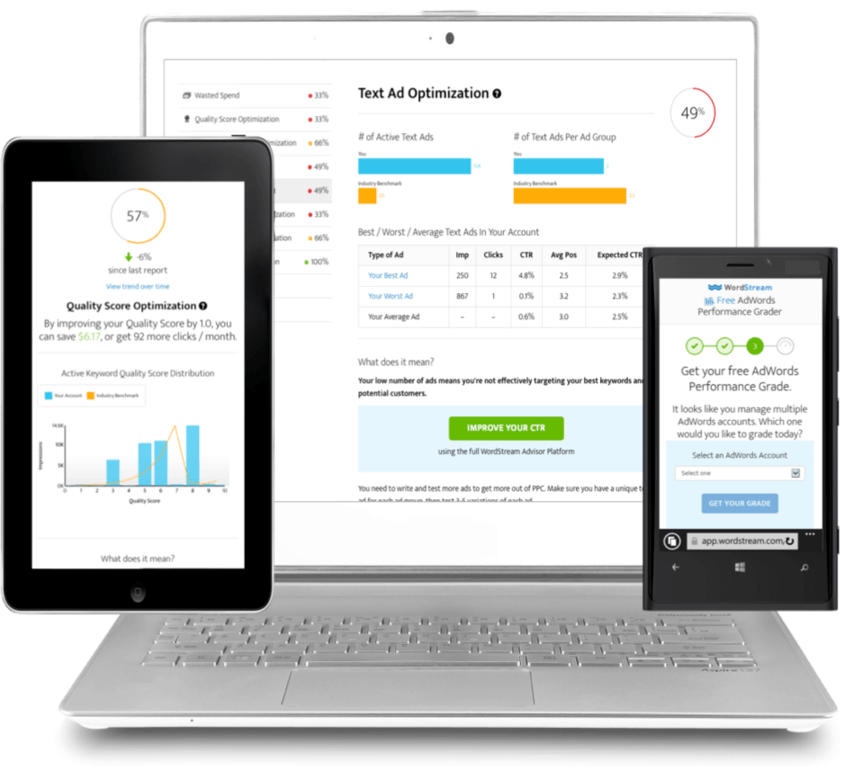 Wasted Spend 33%
Quality Score Optimization 33%
66%
49%
49%
33%
66%
100%
Text Ad Optimization ?
49%
# of Active Text Ads
You
Industry Benchmark
# of Text Ads Per Ad Group
You
Industry Benchmark
Best / Worst / Average Text Ads In Your Account
Type of Ad Imp Clicks CTR Avg Pos Expected CTR
Your Best Ad 250 12 4.8% 2.5 2.9%
Your Worst Ad 867 1 0.1% 3.2 2.3%
Your Average Ad – – 0.6% 3.0 2.5%
What does it mean?
Your low number of ads means you're not effectively targeting your best keywords and
potential customers.
IMPROVE YOUR CTR
using the full WordStream Advisor Platform
You need to write and test more ads to get more out of PPC. Make sure you have a unique
ad for each ad group, then test 3-5 variations of each ad
57%
-6%
since last report
View trend over time
Quality Score Optimization ?
By improving your Quality Score by 1.0, you
can save $6.17, or get 92 more clicks / month.
Active Keyword Quality Score Distribution
Your Account Industry Benchmark
Impressions
14.6K
10K
5K
0K
0 1 2 3 4 5 6 7 8 9 10
Quality Score
What does it mean?
WordStream
Free AdWords
Performance Grader
3
Get your free AdWords
Performance Grade.
It looks like you manage multiple
AdWords accounts. Which one
would you like to grade today?
Select an AdWords Account
Select one
GET YOUR GRADE
app.wordstream.com/